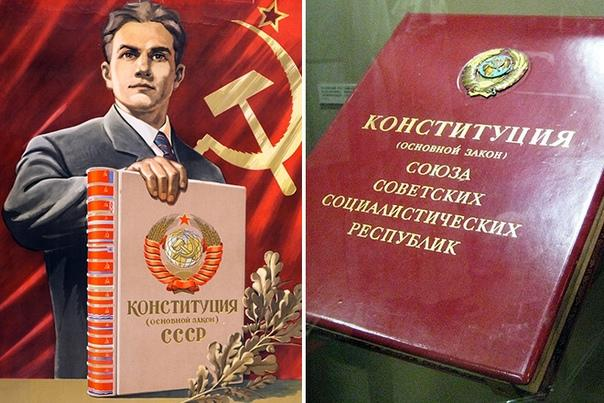 КОНСТИТУЦИЯ
(ОСНОВНОЙ ЗАКОН)
СССР
КОНСТИТУЦИЯ
(ОСНОВНОЙ ЗАКОН)
СОЮЗА
СОВЕТСКИХ
СОЦИАЛИСТИЧЕСКИХ
РЕСПУБЛИК